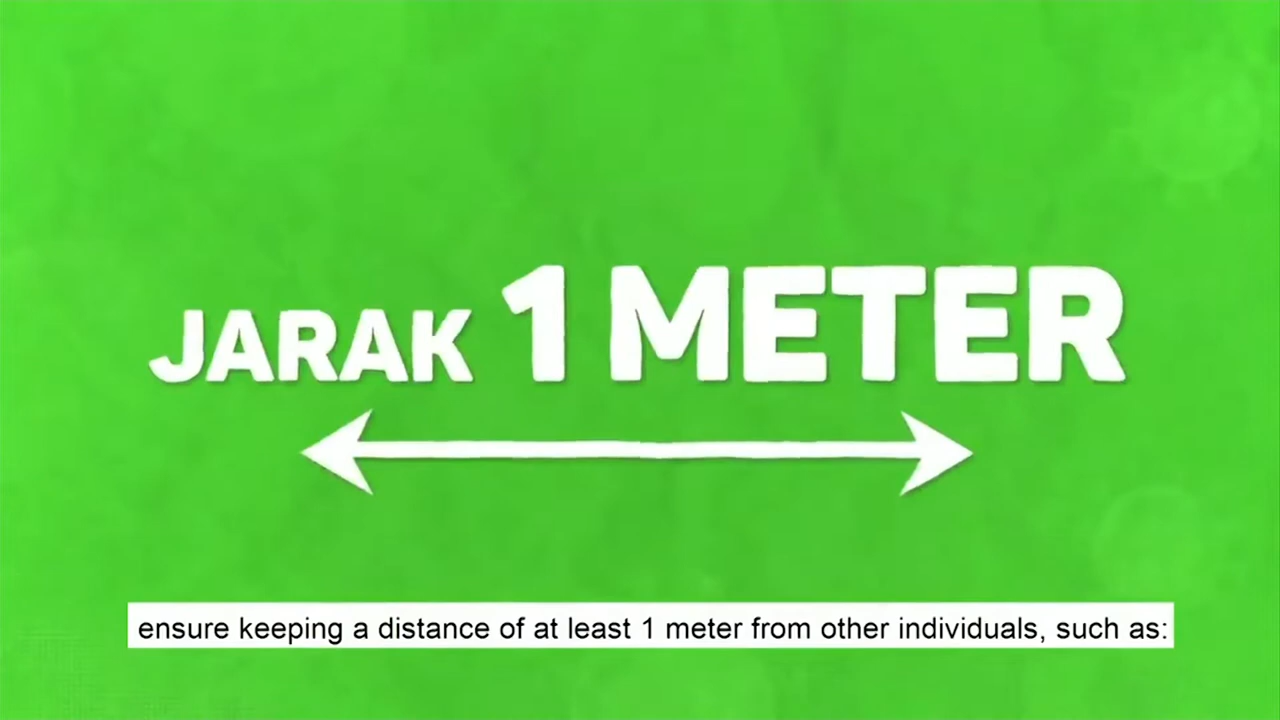 JARAK 1 METER
ensure keeping a distance of at least 1 meter from other individuals, such as: